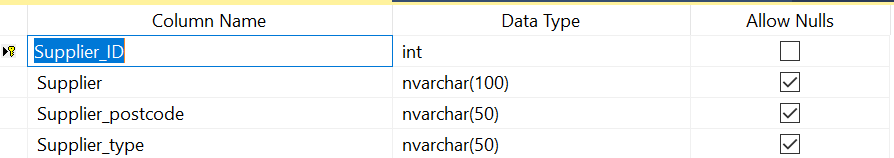 Column Name Data Type Allow Nulls
Supplier_ID int
Supplier nvarchar(100)
Supplier_postcode nvarchar(50)
Supplier_type nvarchar(50)